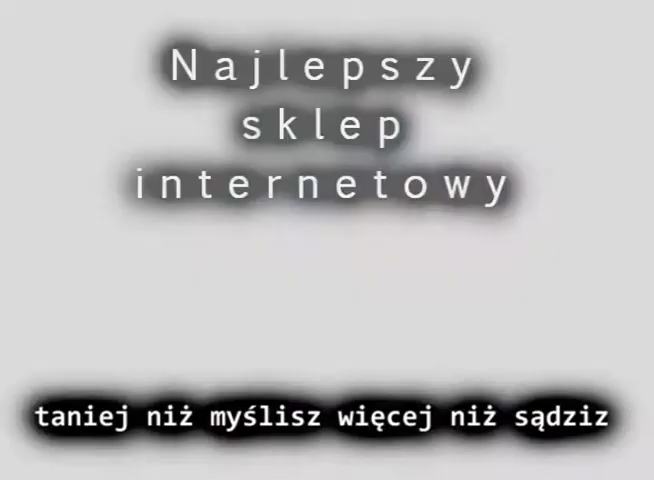 Najlepszy
sklep
internetowy
taniej niż myślisz więcej niż sądziz